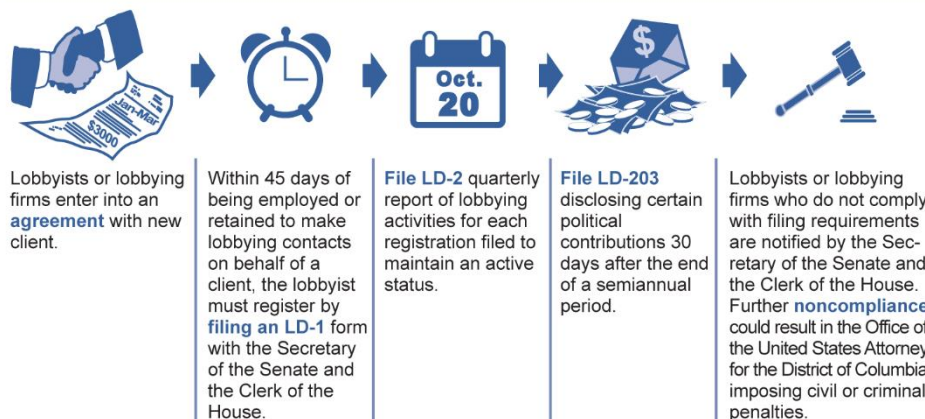 Jan-Mar
$3000
Oct.
20
$
Lobbyists or lobbying
firms enter into an
agreement with new
client.
Within 45 days of
being employed or
retained to make
lobbying contacts
on behalf of a
client, the lobbyist
must register by
filing an LD-1 form
with the Secretary
of the Senate and
the Clerk of the
House.
File LD-2 quarterly
report of lobbying
activities for each
registration filed to
maintain an active
status.
File LD-203
disclosing certain
political
contributions 30
days after the end
of a semiannual
period.
Lobbyists or lobbying
firms who do not comply
with filing requirements
are notified by the Sec-
retary of the Senate and
the Clerk of the House.
Further noncompliance
could result in the Office of
the United States Attorney
for the District of Columbia
imposing civil or criminal
penalties.